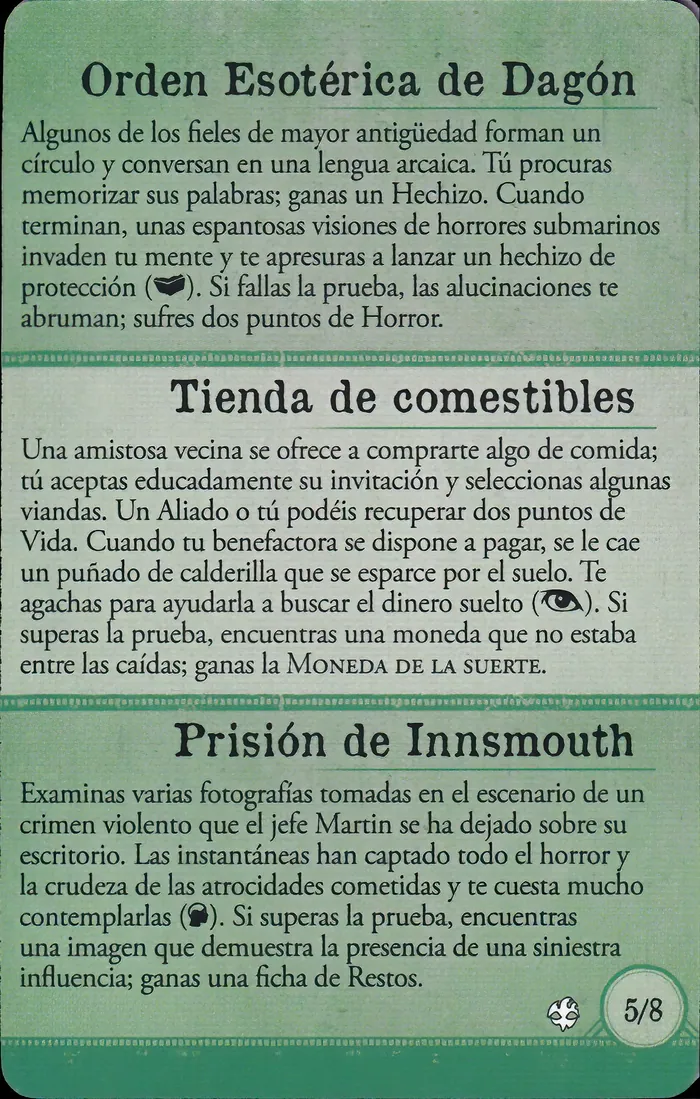 Orden Esotérica de Dagón
Algunos de los fieles de mayor antigüedad forman un
círculo y conversan en una lengua arcaica. Tú procuras
memorizar sus palabras; ganas un Hechizo. Cuando
terminan, unas espantosas visiones de horrores submarinos
invaden tu mente y te apresuras a lanzar un hechizo de
protección (). Si fallas la prueba, las alucinaciones te
abruman; sufres dos puntos de Horror.
Tienda de comestibles
Una amistosa vecina se ofrece a comprarte algo de comida;
tú aceptas educadamente su invitación y seleccionas algunas
viandas. Un Aliado o tú podéis recuperar dos puntos de
Vida. Cuando tu benefactora se dispone a pagar, se le cae
un puñado de calderilla que se esparce por el suelo. Te
agachas para ayudarla a buscar el dinero suelto (). Si
superas la prueba, encuentras una moneda que no estaba
entre las caídas; ganas la MONEDA DE LA SUERTE.
Prisión de Innsmouth
Examinas varias fotografías tomadas en el escenario de un
crimen violento que el jefe Martin se ha dejado sobre su
escritorio. Las instantáneas han captado todo el horror y
la crudeza de las atrocidades cometidas y te cuesta mucho
contemplarlas (). Si superas la prueba, encuentras
una imagen que demuestra la presencia de una siniestra
influencia; ganas una ficha de Restos.
5/8